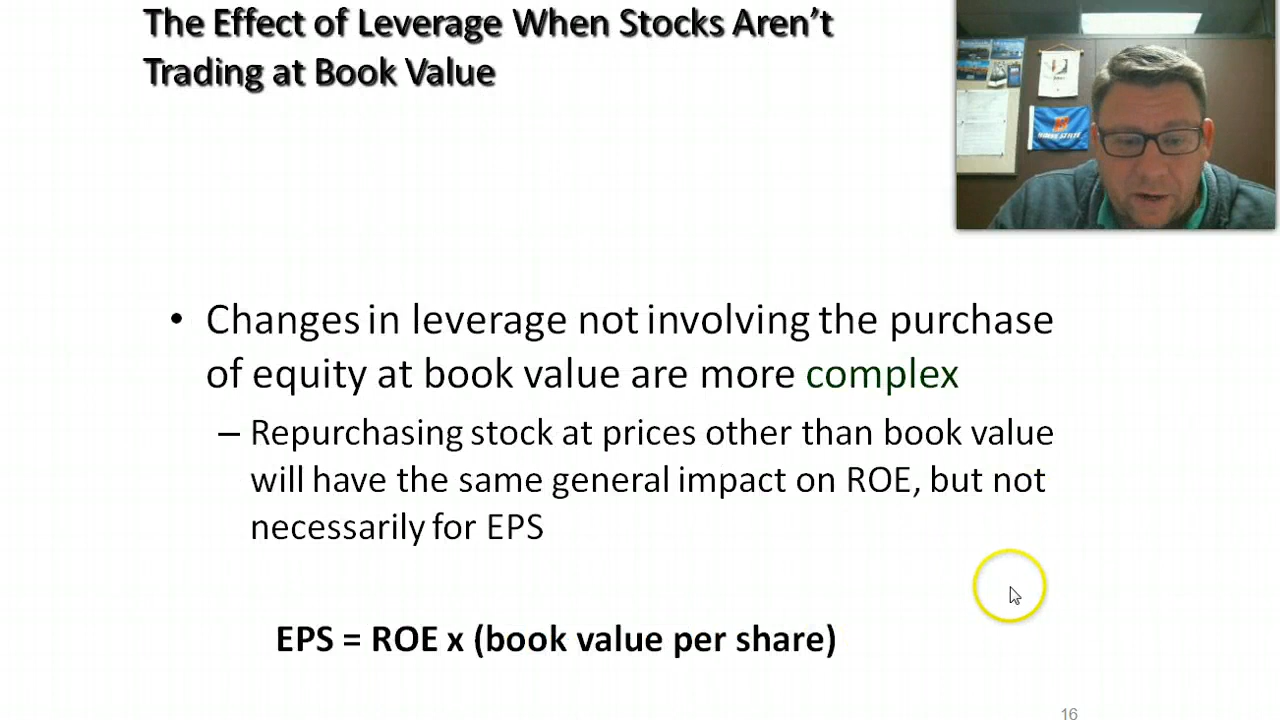 The Effect of Leverage When Stocks Aren’t
Trading at Book Value
BOISE STATE
• Changes in leverage not involving the purchase
of equity at book value are more complex
– Repurchasing stock at prices other than book value
will have the same general impact on ROE, but not
necessarily for EPS
EPS = ROE x (book value per share)
16